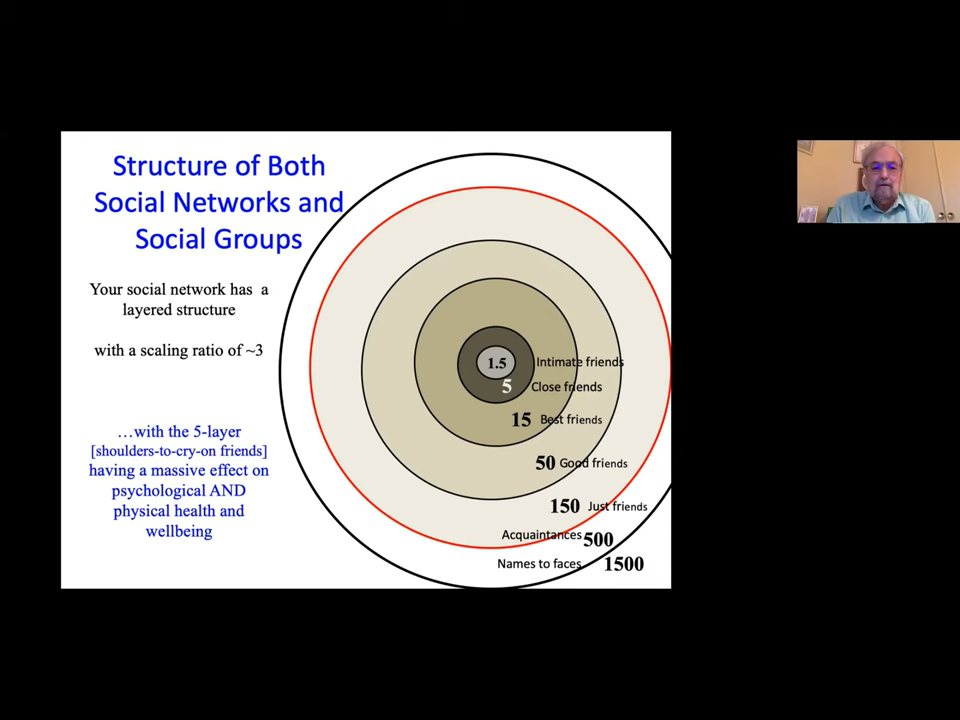 Structure of Both
Social Networks and
Social Groups
Your social network has a
layered structure
with a scaling ratio of ~3
…with the 5-layer
[shoulders-to-cry-on friends]
having a massive effect on
psychological AND
physical health and
wellbeing
1.5 Intimate friends
5 Close friends
15 Best friends
50 Good friends
150 Just friends
Acquaintances 500
Names to faces 1500